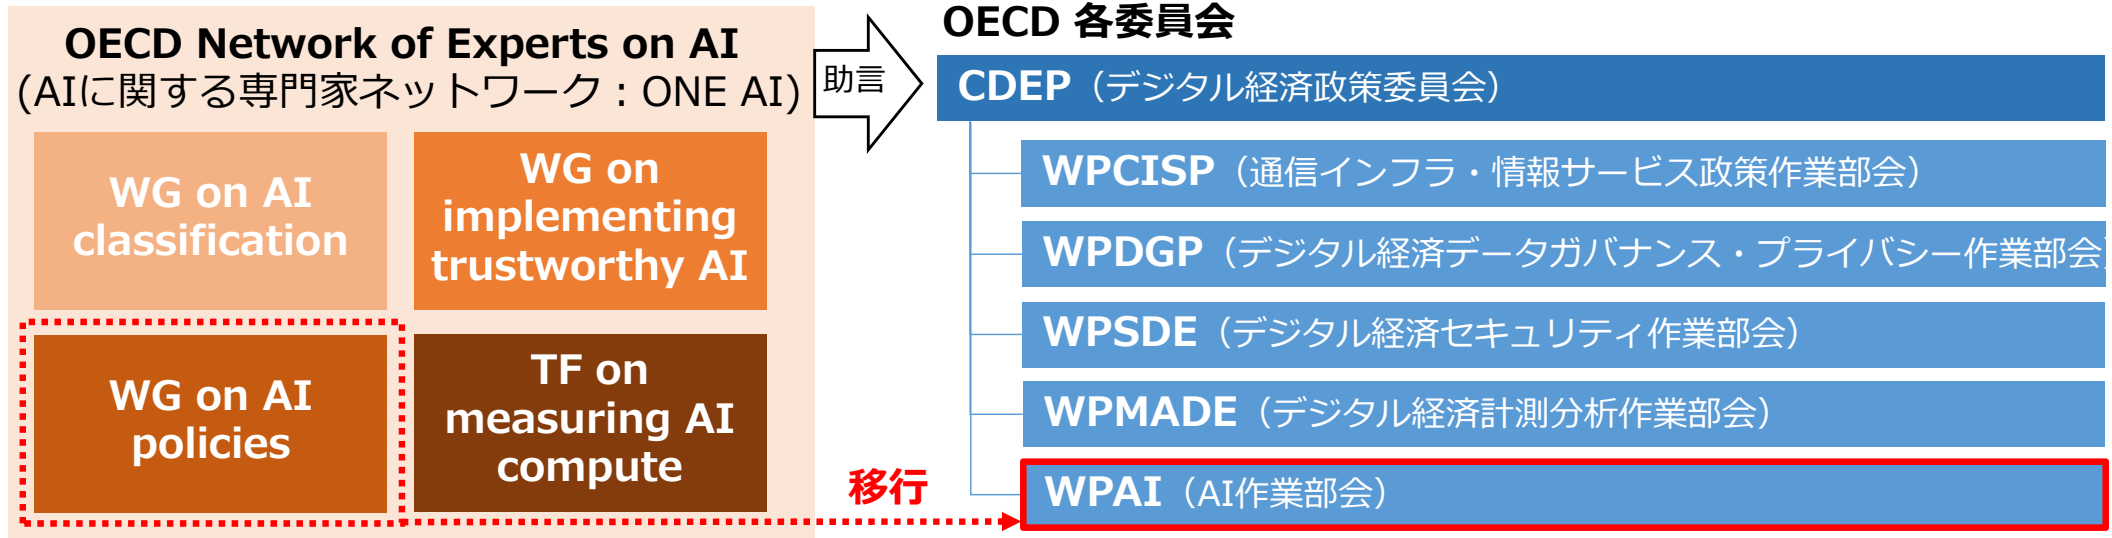 OECD Network of Experts on AI
(AIに関する専門家ネットワーク：ONE AI)
WG on AI
classification
WG on
implementing
trustworthy AI
WG on AI
policies
TF on
measuring AI
compute
助言
移行
OECD 各委員会
CDEP（デジタル経済政策委員会）
WPCISP（通信インフラ・情報サービス政策作業部会）
WPDGP（デジタル経済データガバナンス・プライバシー作業部会）
WPSDE（デジタル経済セキュリティ作業部会）
WPMADE（デジタル経済計測分析作業部会）
WPAI（AI作業部会）